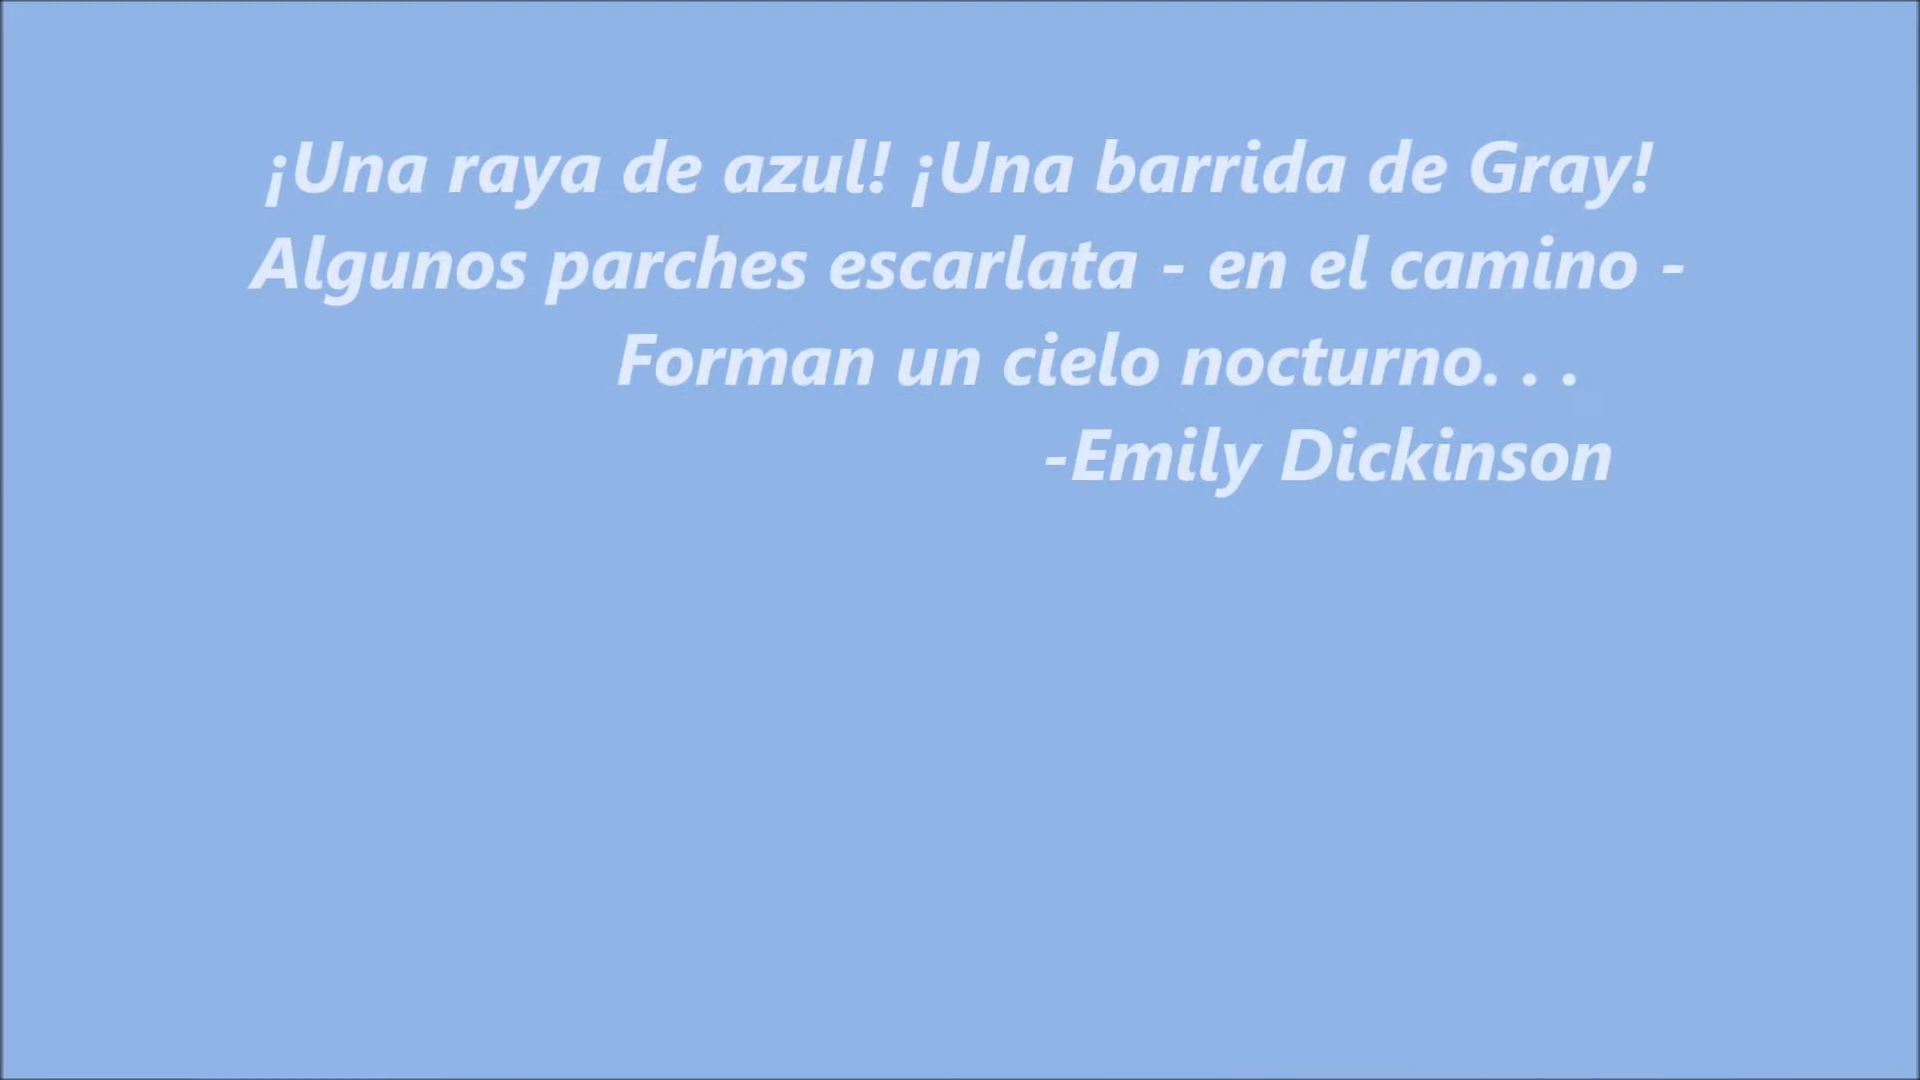 ¡Una raya de azul! ¡Una barrida de Gray!
Algunos parches escarlata - en el camino -
Forman un cielo nocturno. . .
-Emily Dickinson